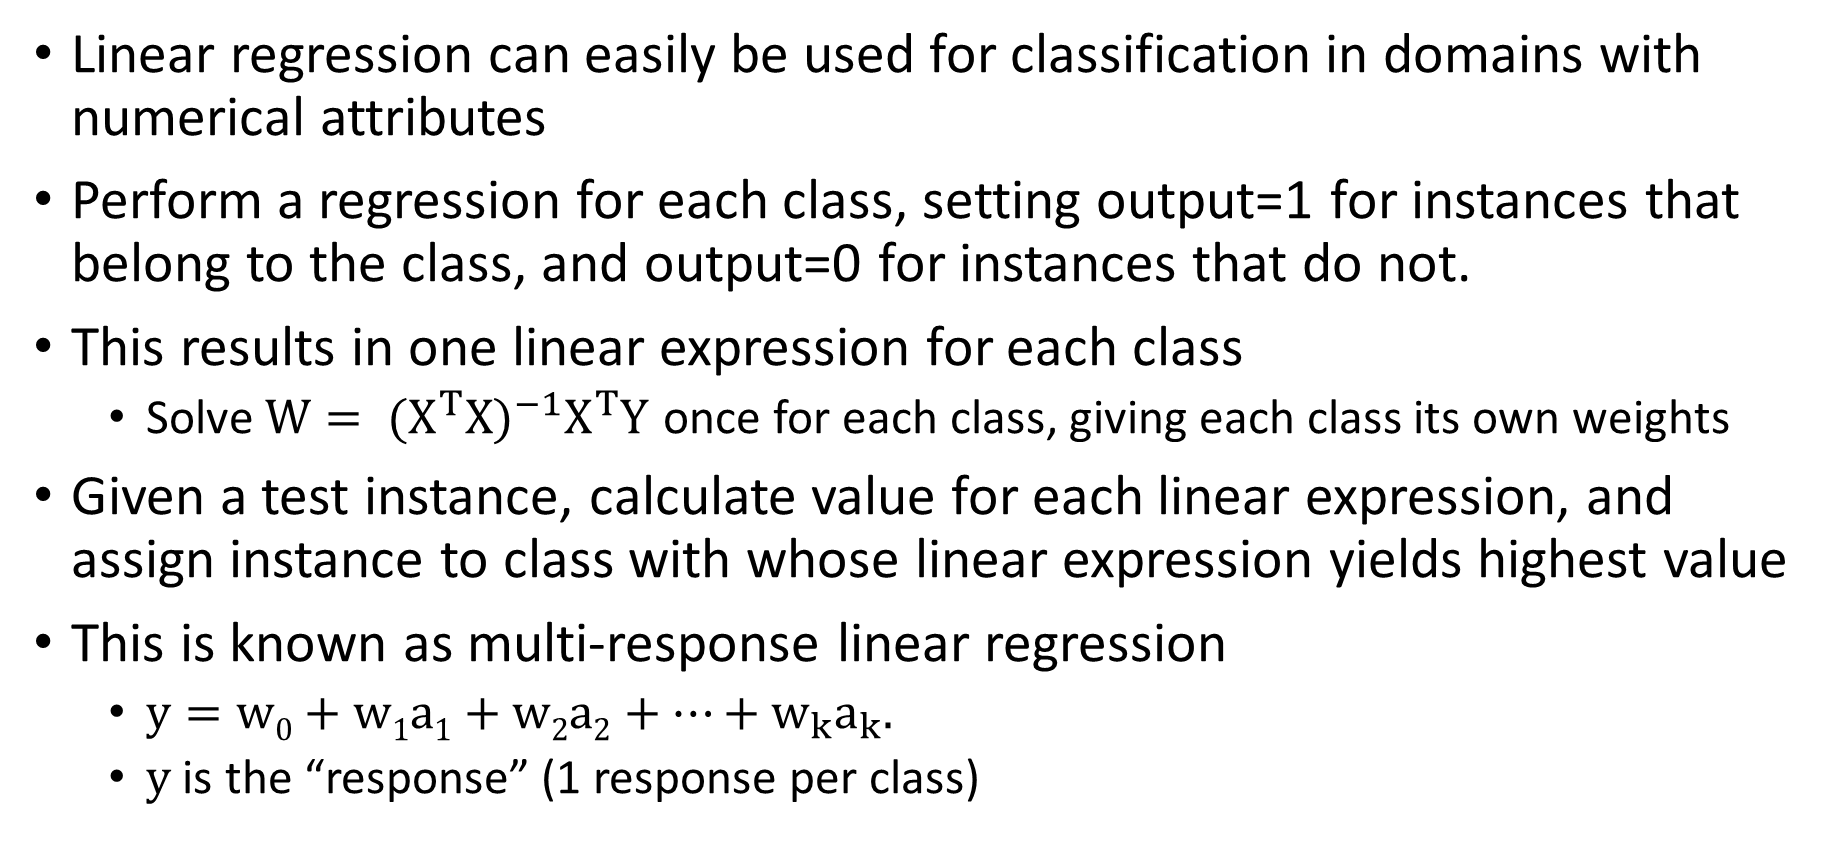 • Linear regression can easily be used for classification in domains with
numerical attributes
• Perform a regression for each class, setting output=1 for instances that
belong to the class, and output=0 for instances that do not.
• This results in one linear expression for each class
• Solve W = (XᵀX)⁻¹XᵀY once for each class, giving each class its own weights
• Given a test instance, calculate value for each linear expression, and
assign instance to class with whose linear expression yields highest value
• This is known as multi-response linear regression
• y = w₀ + w₁a₁ + w₂a₂ + ⋯ + wₖaₖ.
• y is the “response” (1 response per class)